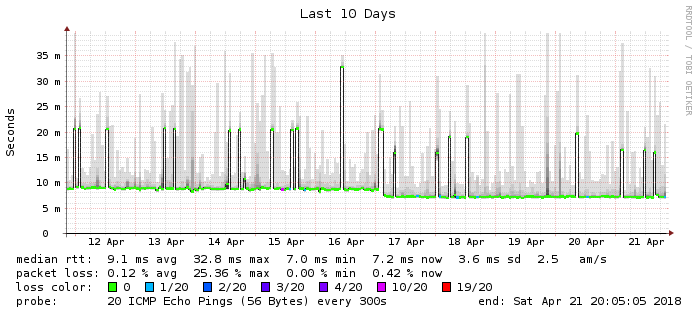 Last 10 Days
RRDTOOL / TOBI OETIKER
Seconds
35 m
30 m
25 m
20 m
15 m
10 m
5 m
0
12 Apr 13 Apr 14 Apr 15 Apr 16 Apr 17 Apr 18 Apr 19 Apr 20 Apr 21 Apr
median rtt: 9.1 ms avg 32.8 ms max 7.0 ms min 7.2 ms now 3.6 ms sd 2.5 am/s
packet loss: 0.12 % avg 25.36 % max 0.00 % min 0.42 % now
loss color: 0 1/20 2/20 3/20 4/20 10/20 19/20
probe: 20 ICMP Echo Pings (56 Bytes) every 300s end: Sat Apr 21 20:05:05 2018